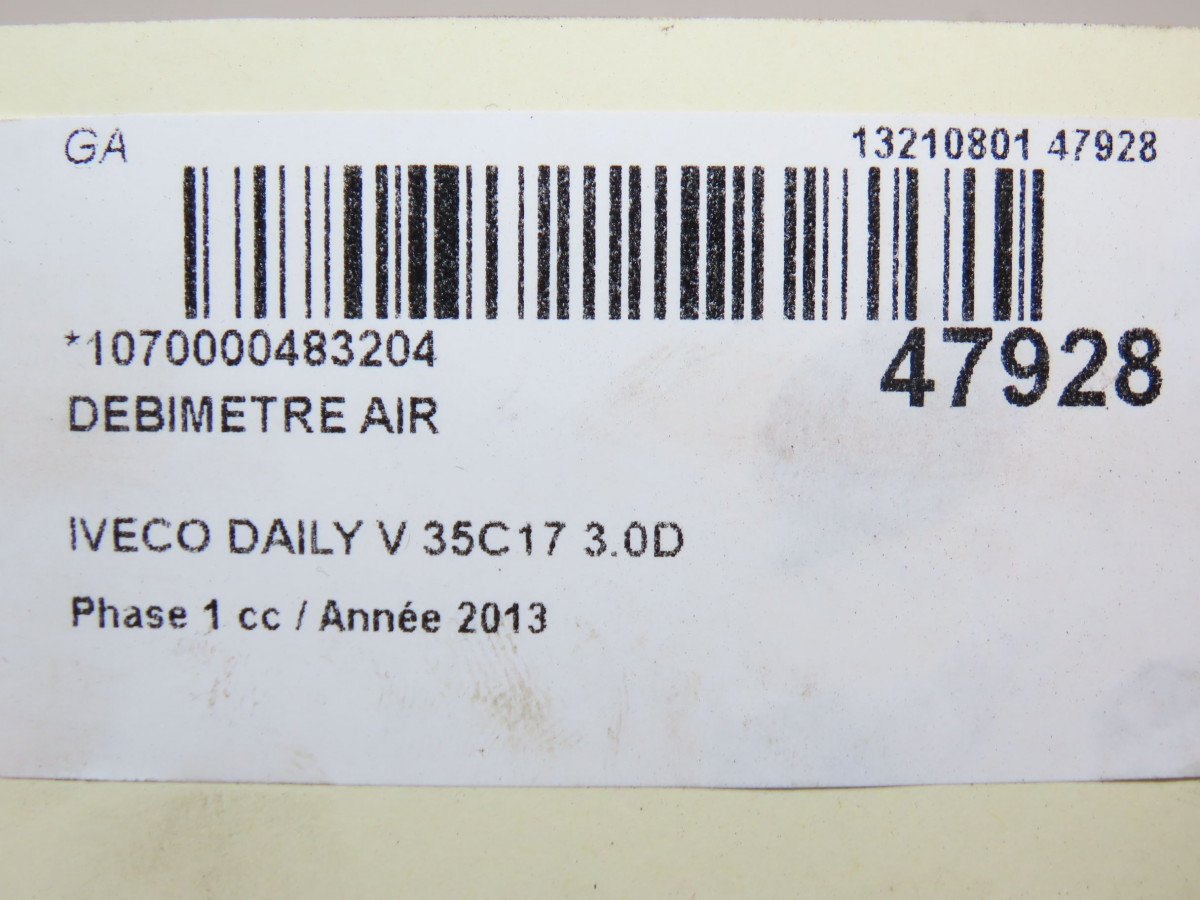 GA 13210801 47928
*1070000483204 47928
DEBIMETRE AIR
IVECO DAILY V 35C17 3.0D
Phase 1 cc / Année 2013